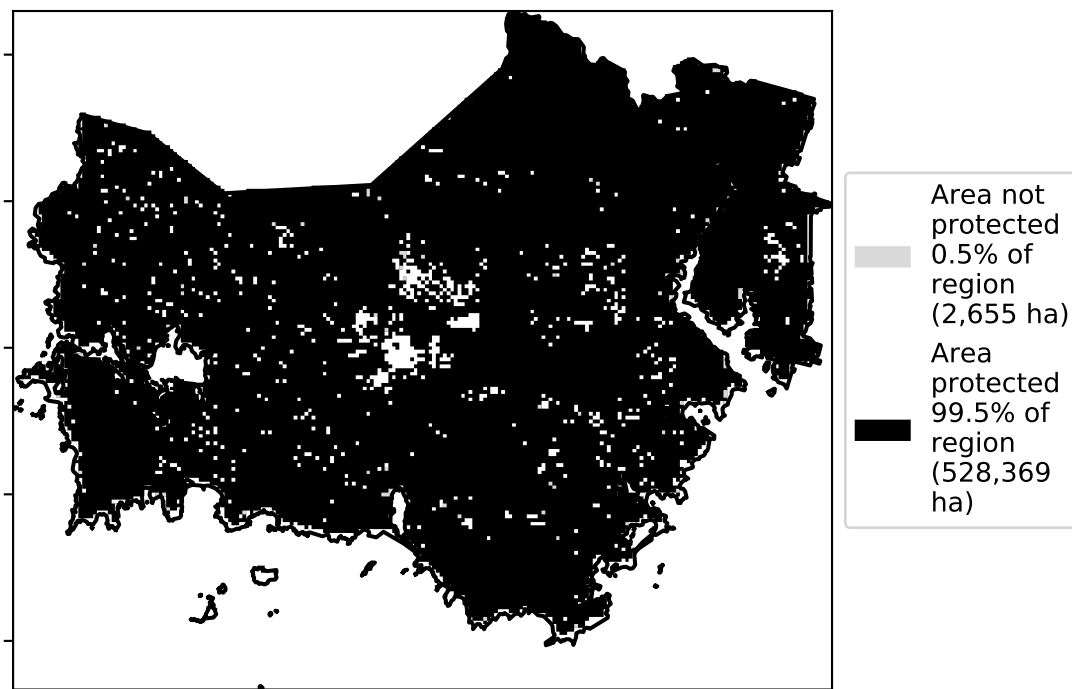 Area not
protected
0.5% of
region
(2,655 ha)
Area
protected
99.5% of
region
(528,369
ha)